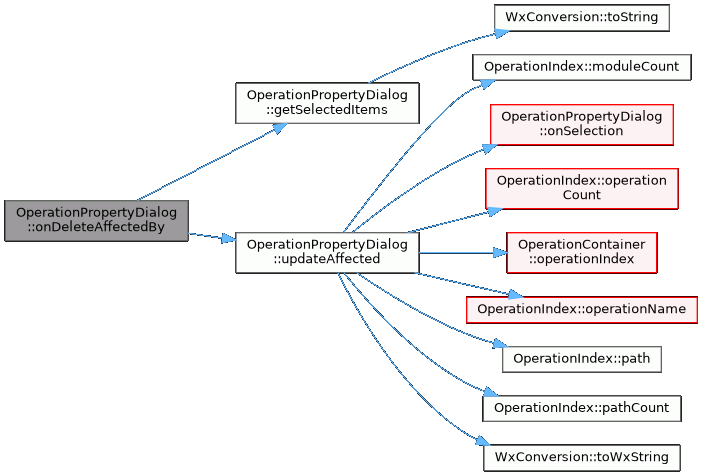 WxConversion::toString
OperationIndex::moduleCount
OperationPropertyDialog
::getSelectedItems
OperationPropertyDialog
::onSelection
OperationIndex::operation
Count
OperationPropertyDialog
::onDeleteAffectedBy
OperationPropertyDialog
::updateAffected
OperationContainer
::operationIndex
OperationIndex::operationName
OperationIndex::path
OperationIndex::pathCount
WxConversion::toWxString